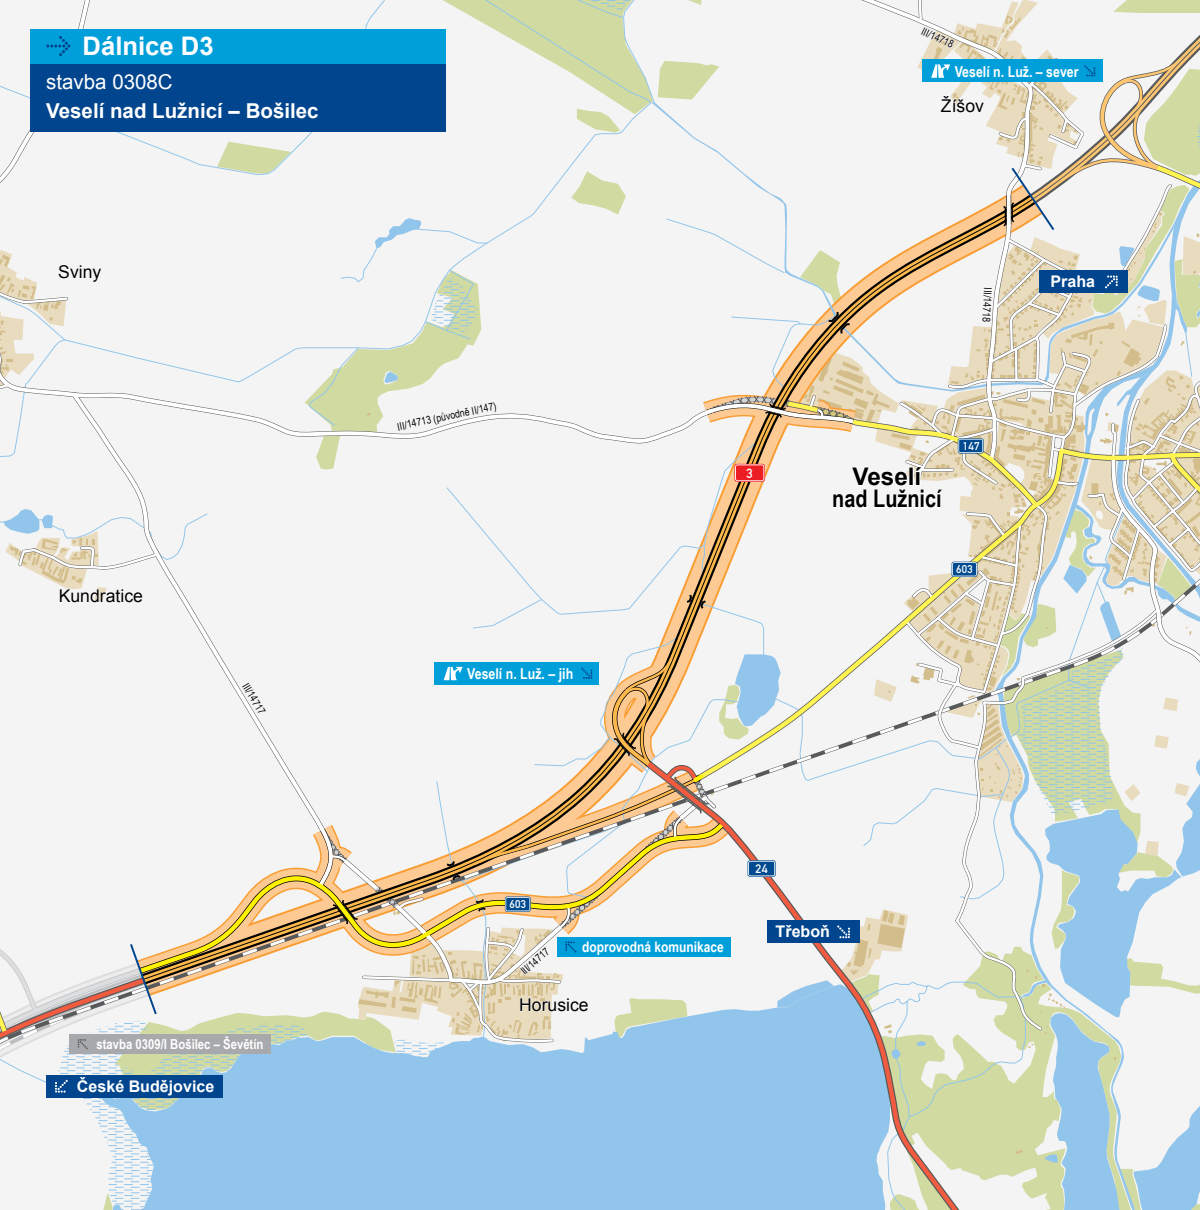 Dálnice D3
stavba 0308C
Veselí nad Lužnicí – Bošilec
III/14718
Veselí n. Luž. – sever
Žíšov
Sviny
Praha
III/14718
III/14713 (původně II/147)
147
3
Veselí
nad Lužnicí
603
Kundratice
Veselí n. Luž. – jih
III/14717
24
603
Třeboň
doprovodná komunikace
III/14717
Horusice
stavba 0309/I Bošilec – Ševětín
České Budějovice